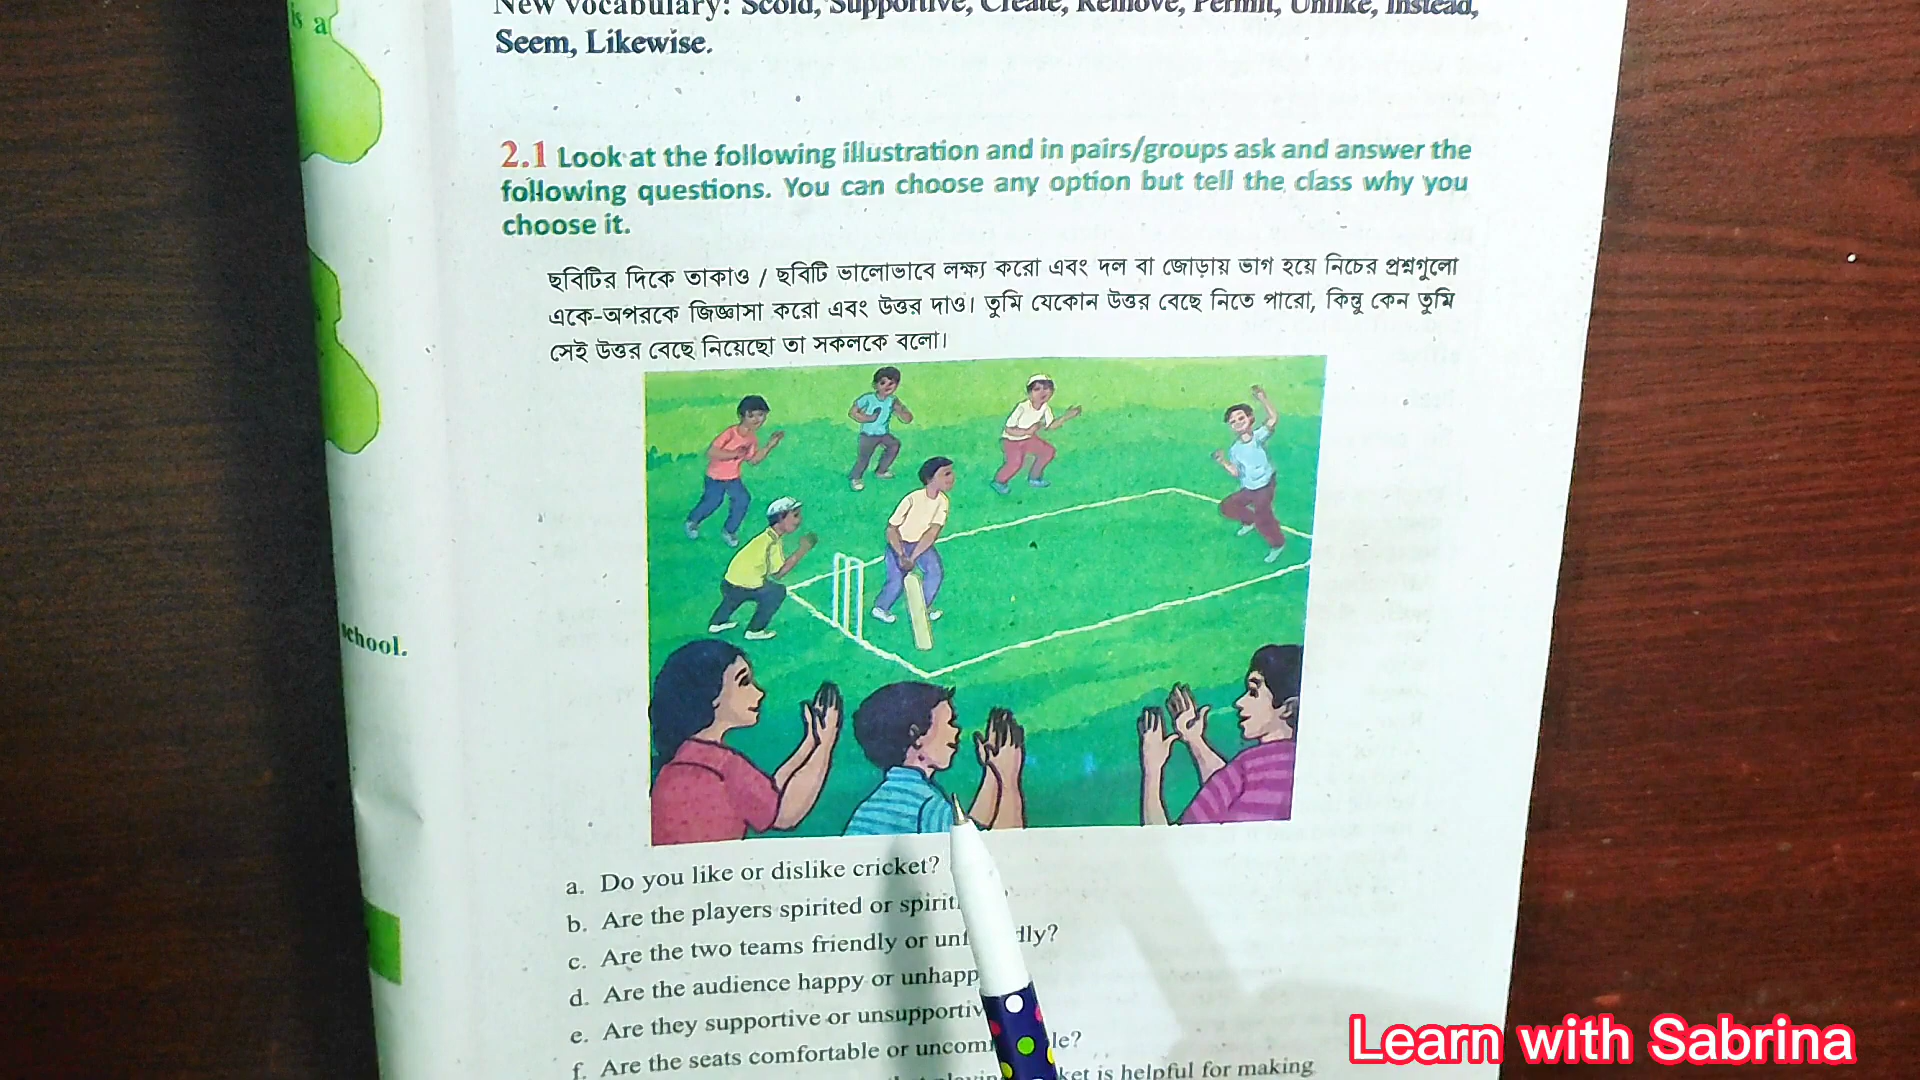 is a
New Vocabulary: Scold, Supportive, Create, Remove, Permit, Unlike, Instead,
Seem, Likewise.
2.1 Look at the following illustration and in pairs/groups ask and answer the
following questions. You can choose any option but tell the class why you
choose it.
ছবিটির দিকে তাকাও / ছবিটি ভালোভাবে লক্ষ্য করো এবং দল বা জোড়ায় ভাগ হয়ে নিচের প্রশ্নগুলো
একে-অপরকে জিজ্ঞাসা করো এবং উত্তর দাও। তুমি যেকোন উত্তর বেছে নিতে পারো, কিন্তু কেন তুমি
সেই উত্তর বেছে নিয়েছো তা সকলকে বলো।
school.
a. Do you like or dislike cricket?
b. Are the players spirited or spirit
c. Are the two teams friendly or unf dly?
d. Are the audience happy or unhapp
e. Are they supportive or unsupportiv
f. Are the seats comfortable or uncom le?
ket is helpful for making
Learn with Sabrina